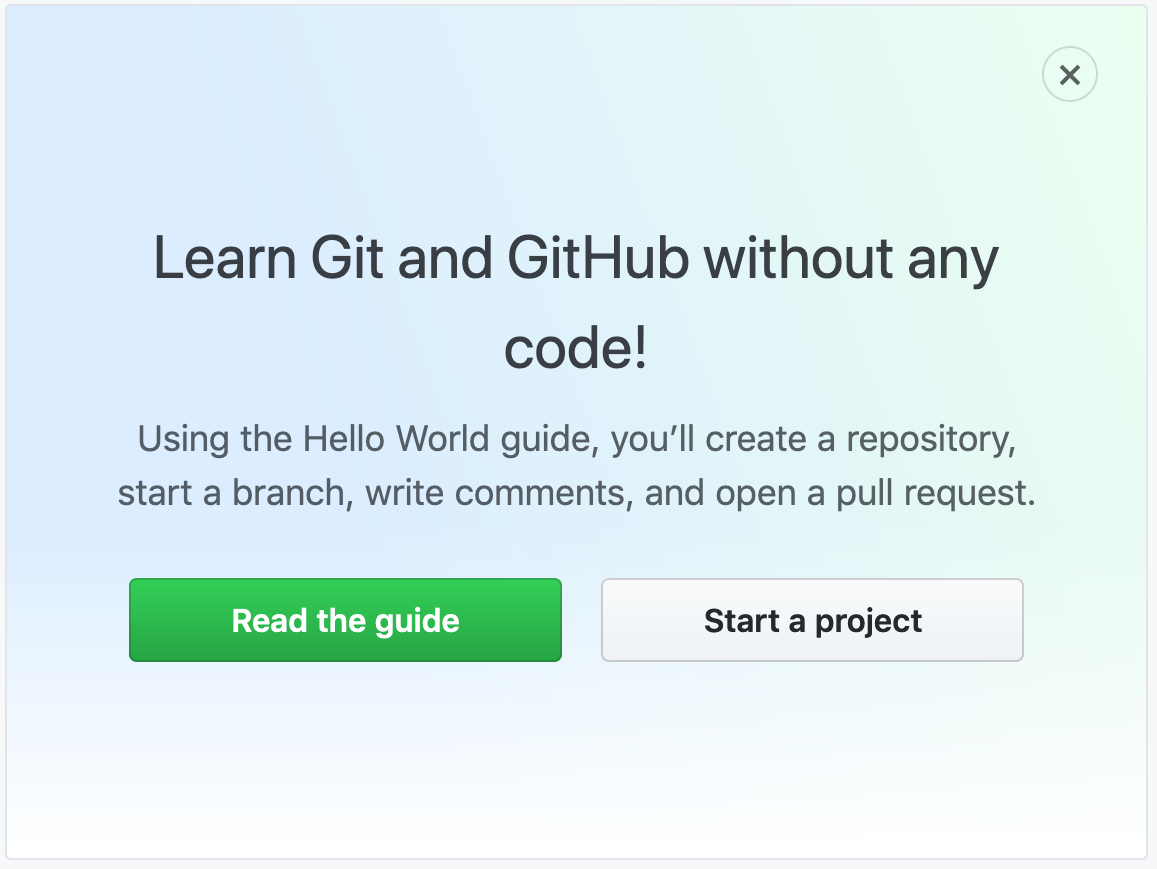 Learn Git and GitHub without any
code!
Using the Hello World guide, you’ll create a repository,
start a branch, write comments, and open a pull request.
Read the guide
Start a project